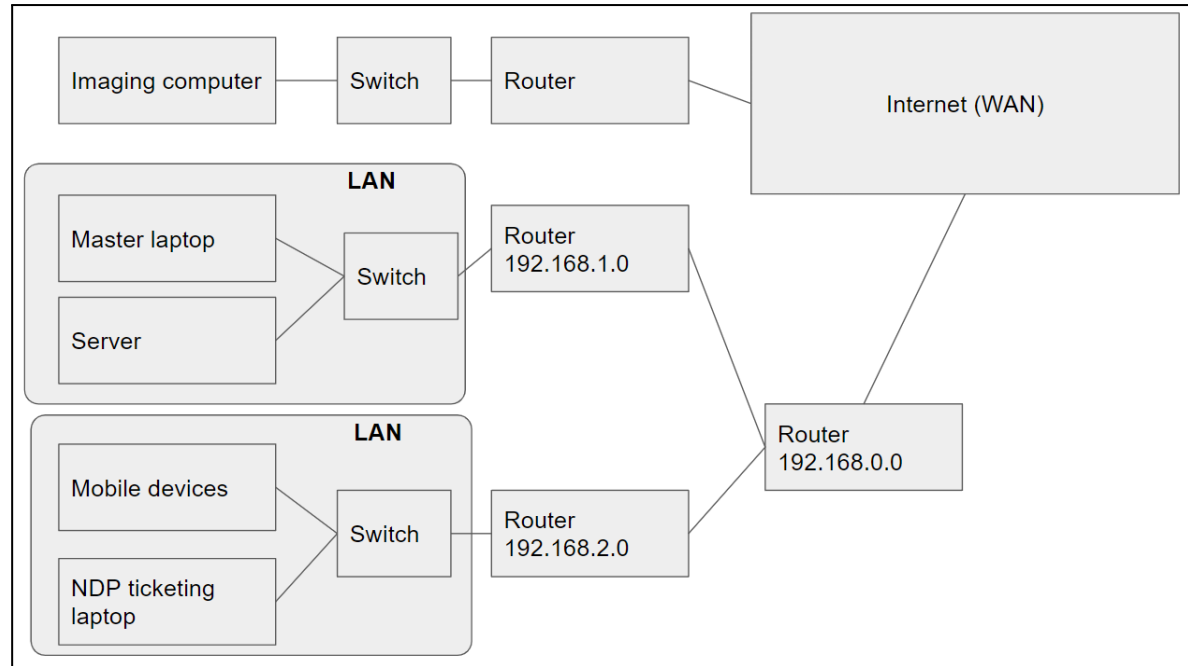 Imaging computer
Switch
Router
Internet (WAN)
LAN
Master laptop
Server
Switch
Router
192.168.1.0
LAN
Mobile devices
NDP ticketing
laptop
Switch
Router
192.168.2.0
Router
192.168.0.0